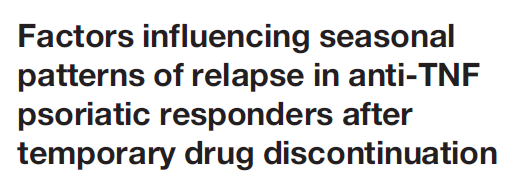 Factors influencing seasonal
patterns of relapse in anti-TNF
psoriatic responders after
temporary drug discontinuation